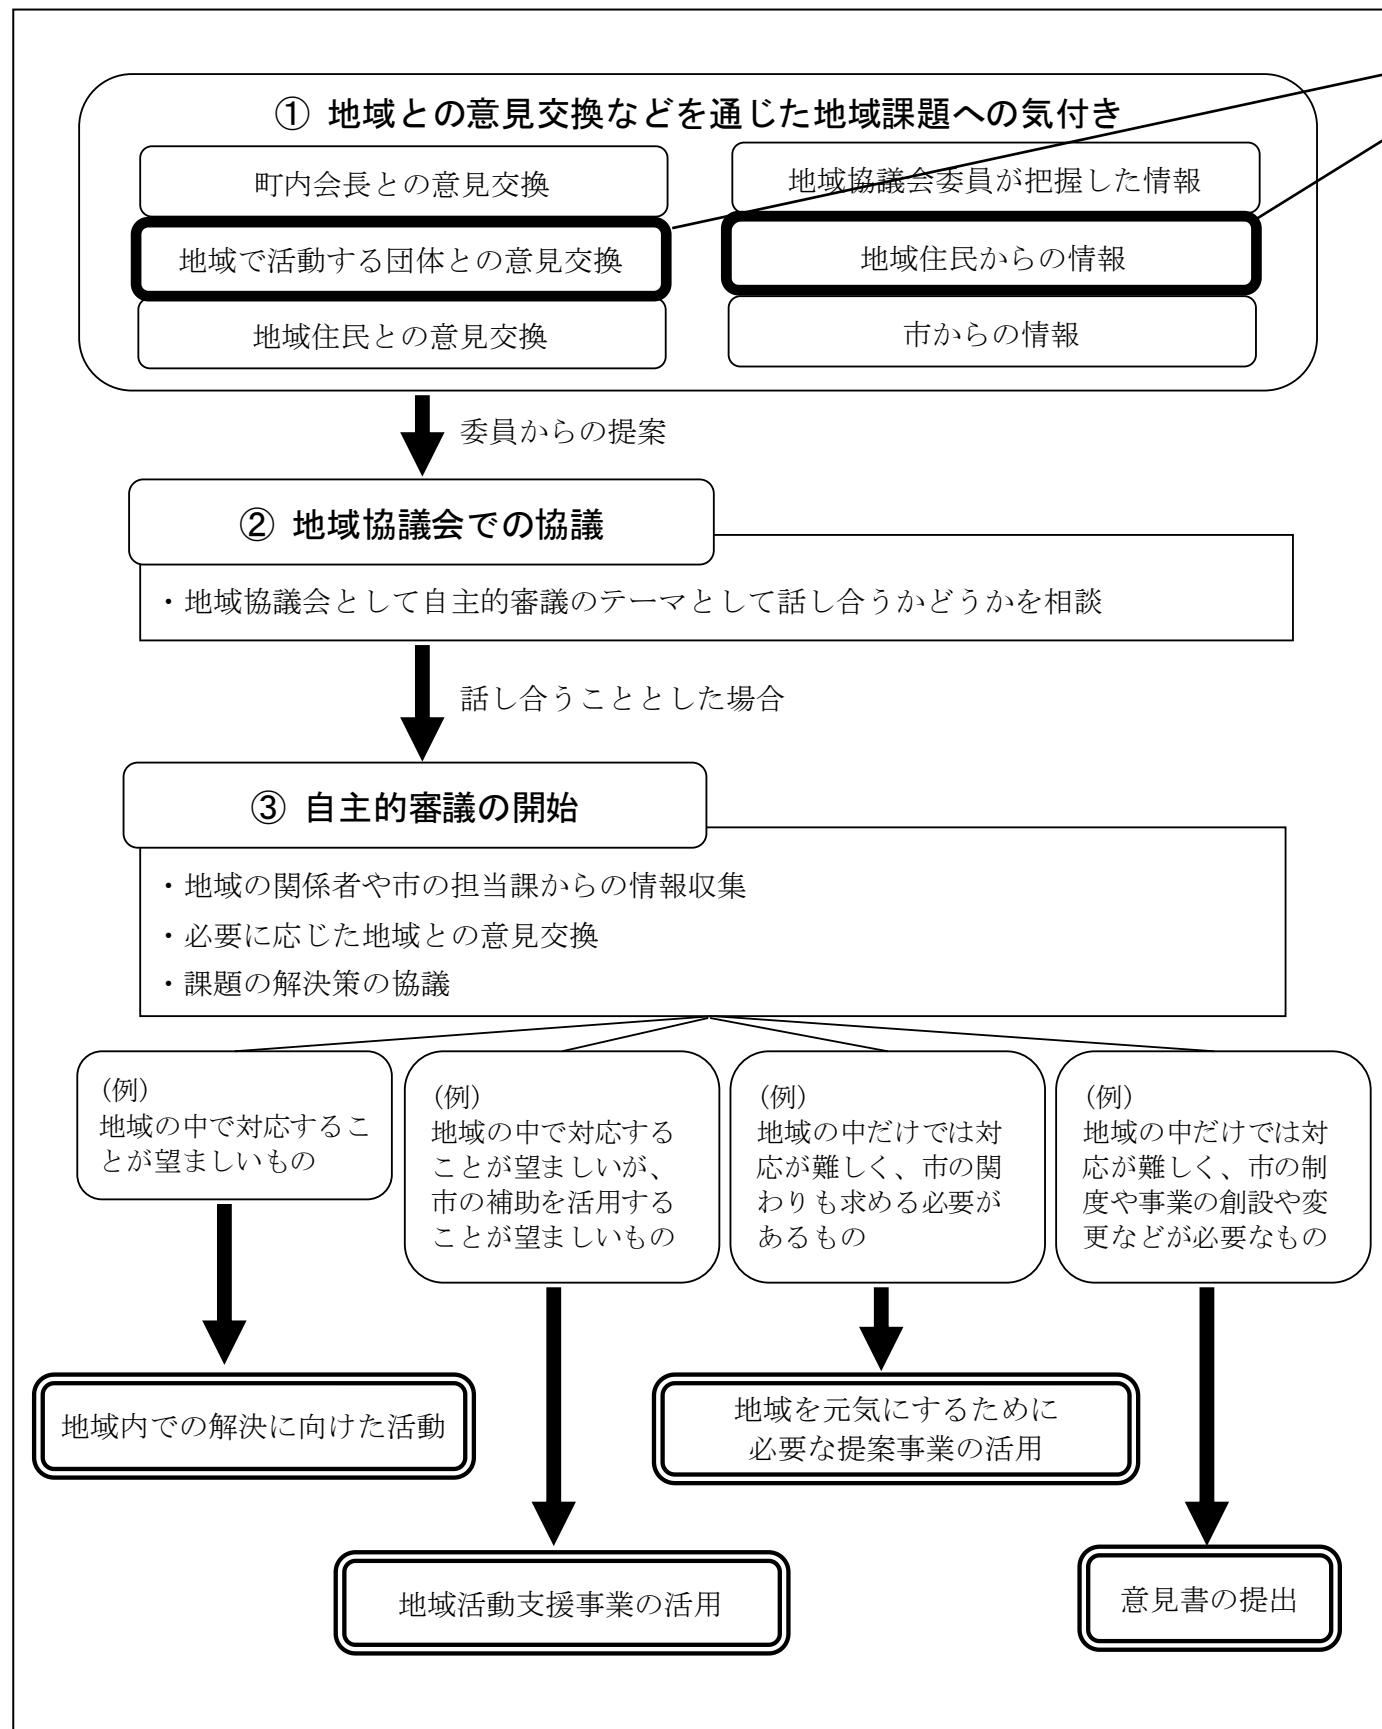 ① 地域との意見交換などを通じた地域課題への気付き
町内会長との意見交換
地域協議会委員が把握した情報
地域で活動する団体との意見交換
地域住民からの情報
地域住民との意見交換
市からの情報
委員からの提案
② 地域協議会での協議
・地域協議会として自主的審議のテーマとして話し合うかどうかを相談
話し合うこととした場合
③ 自主的審議の開始
・地域の関係者や市の担当課からの情報収集
・必要に応じた地域との意見交換
・課題の解決策の協議
(例)
地域の中で対応するこ
とが望ましいもの
(例)
地域の中で対応する
ことが望ましいが、
市の補助を活用する
ことが望ましいもの
(例)
地域の中だけでは対
応が難しく、市の関
わりも求める必要が
あるもの
(例)
地域の中だけでは対
応が難しく、市の制
度や事業の創設や変
更などが必要なもの
地域内での解決に向けた活動
地域を元気にするために
必要な提案事業の活用
地域活動支援事業の活用
意見書の提出